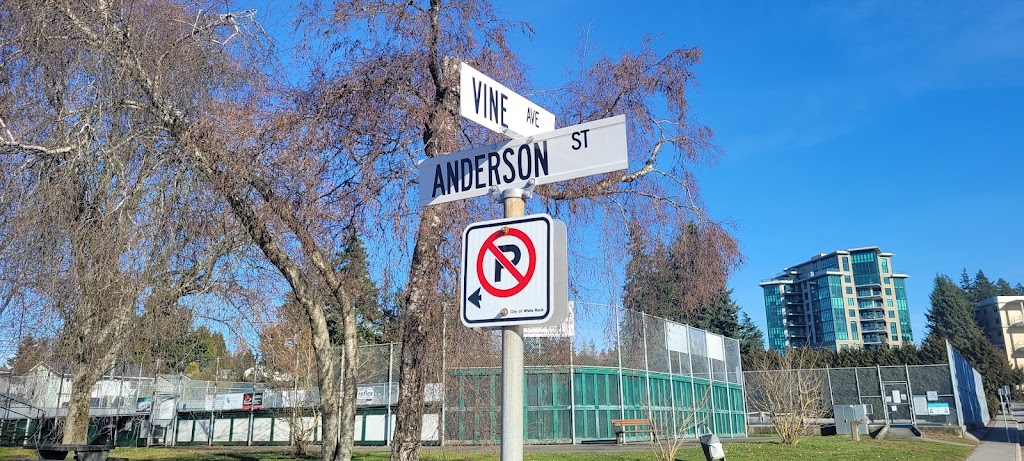 VINE AVE
ANDERSON ST
P
City of White Rock